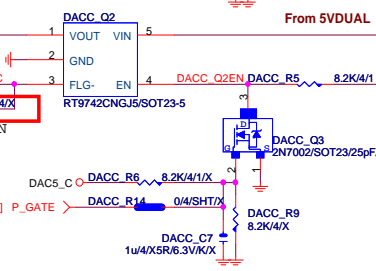 DACC_Q2
From 5VDUAL
1 VOUT VIN 5
2 GND
3 FLG- EN 4
DACC_Q2EN DACC_R5 8.2K/4/1
RT9742CNGJ5/SOT23-5
4/X
N
3
D
G S
DACC_Q3
2N7002/SOT23/25pF/
2 1
DAC5_C DACC_R6 8.2K/4/1/X
P_GATE DACC_R14 0/4/SHT/X
DACC_R9
8.2K/4/X
DACC_C7
1u/4/X5R/6.3V/K/X